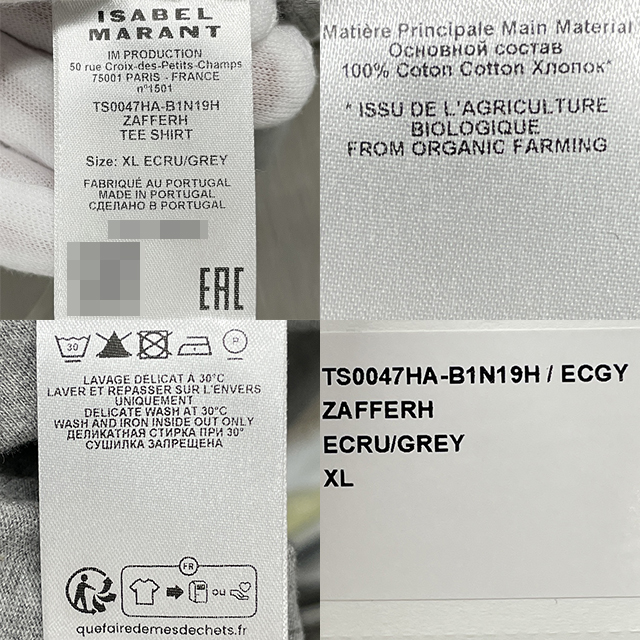 ISABEL
MARANT
IM PRODUCTION
50 rue Croix-des-Petits-Champs
75001 PARIS - FRANCE
n°1501
TS0047HA-B1N19H
ZAFFERH
TEE SHIRT
Size: XL ECRU/GREY
FABRIQUÉ AU PORTUGAL
MADE IN PORTUGAL
СДЕЛАНО В PORTUGAL
EAC
Matière Principale Main Material
Основной состав
100% Coton Cotton Хлопок*
* ISSU DE L'AGRICULTURE
BIOLOGIQUE
FROM ORGANIC FARMING
30
P
LAVAGE DÉLICAT À 30°C
LAVER ET REPASSER SUR L'ENVERS
UNIQUEMENT
DELICATE WASH AT 30°C
WASH AND IRON INSIDE OUT ONLY
ДЕЛИКАТНАЯ СТИРКА ПРИ 30°
СУШИЛКА ЗАПРЕЩЕНА
FR
ou
quefairedemesdechets.fr
TS0047HA-B1N19H / ECGY
ZAFFERH
ECRU/GREY
XL